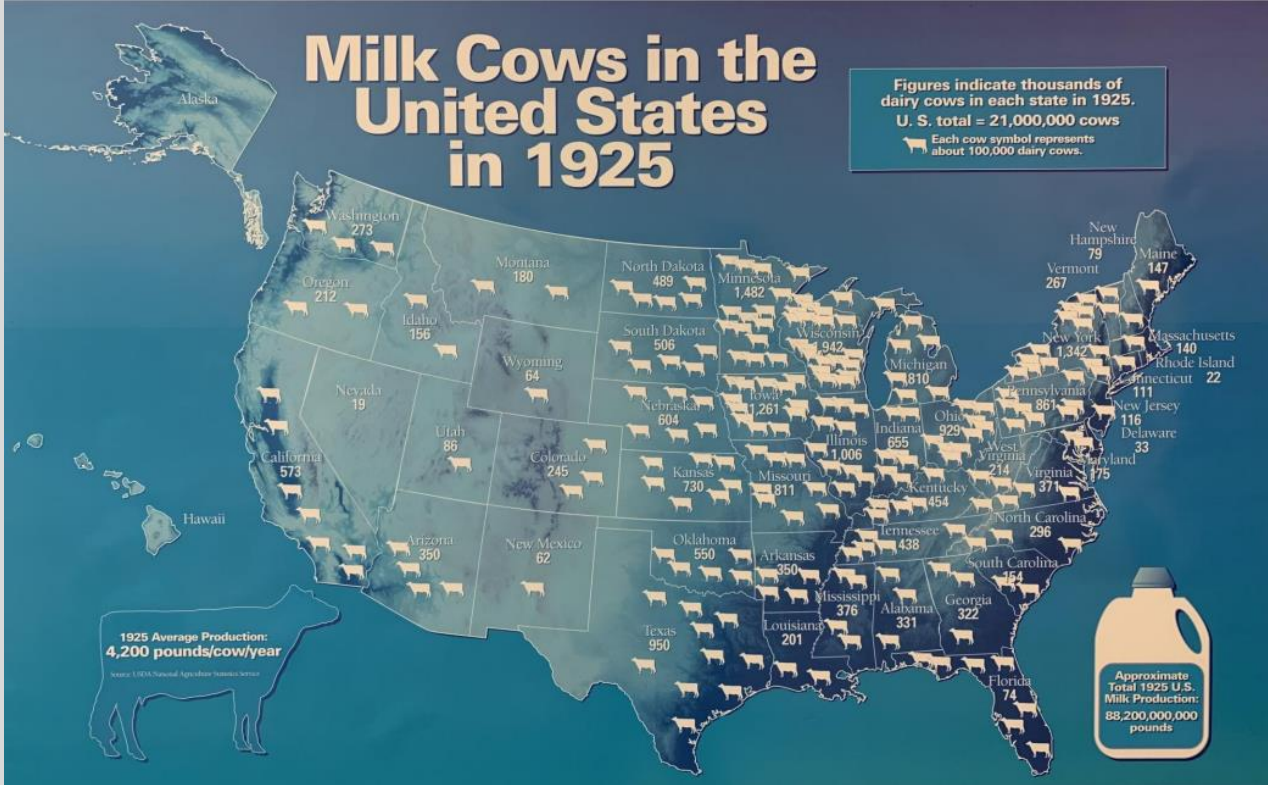 Milk Cows in the
United States
in 1925
Figures indicate thousands of
dairy cows in each state in 1925.
U. S. total = 21,000,000 cows
Each cow symbol represents
about 100,000 dairy cows.
Alaska
Washington
273
Oregon
212
Idaho
156
Montana
180
Wyoming
64
Nevada
19
Utah
86
Colorado
245
California
573
Arizona
350
New Mexico
62
North Dakota
489
South Dakota
506
Nebraska
604
Kansas
730
Oklahoma
550
Texas
950
Minnesota
1,482
Iowa
1,261
Missouri
811
Arkansas
350
Louisiana
201
Wisconsin
1,942
Illinois
1,006
Michigan
810
Indiana
655
Ohio
929
Kentucky
454
Tennessee
438
Mississippi
376
Alabama
331
Georgia
322
Florida
74
South Carolina
154
North Carolina
296
Virginia
371
West
Virginia
214
Maryland
175
Delaware
33
New Jersey
116
Pennsylvania
861
New York
1,342
Connecticut
111
Rhode Island 22
Massachusetts
140
Vermont
267
New
Hampshire
79
Maine
147
Hawaii
1925 Average Production:
4,200 pounds/cow/year
Source: USDA National Agriculture Statistics Service
Approximate
Total 1925 U.S.
Milk Production:
88,200,000,000
pounds